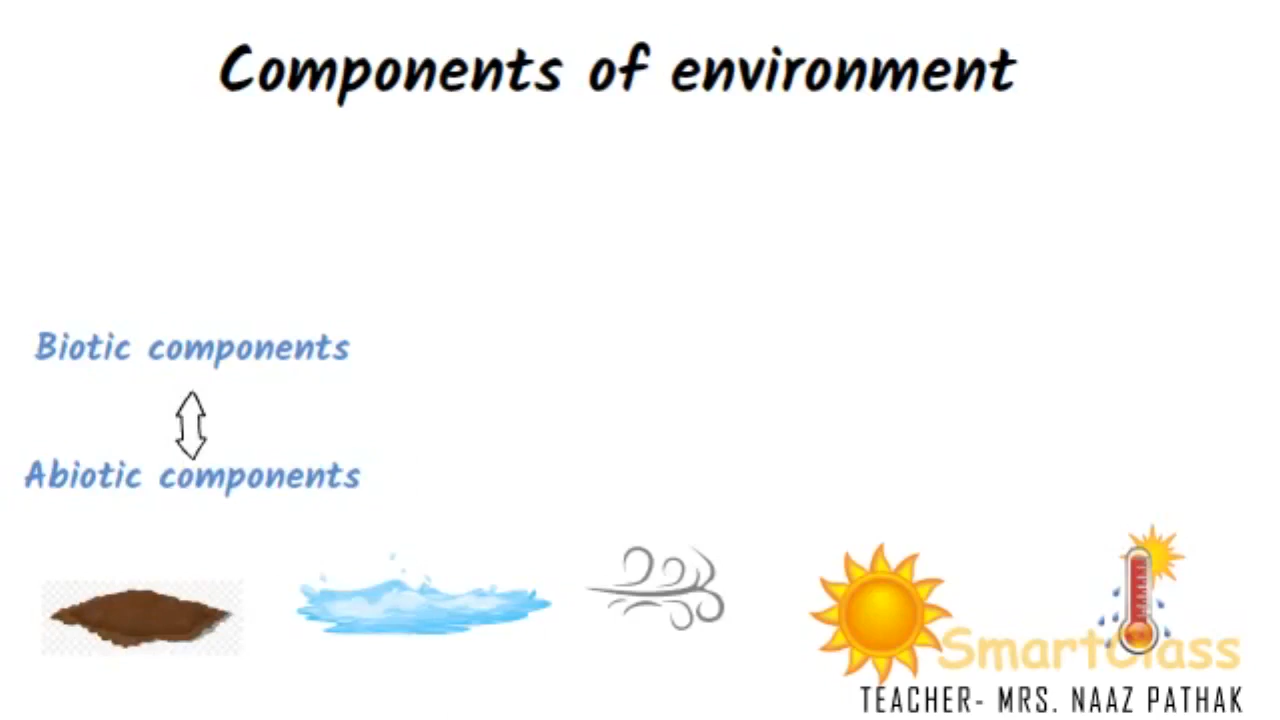 Components of environment
Biotic components
Abiotic components
SmartClass
TEACHER- MRS. NAAZ PATHAK